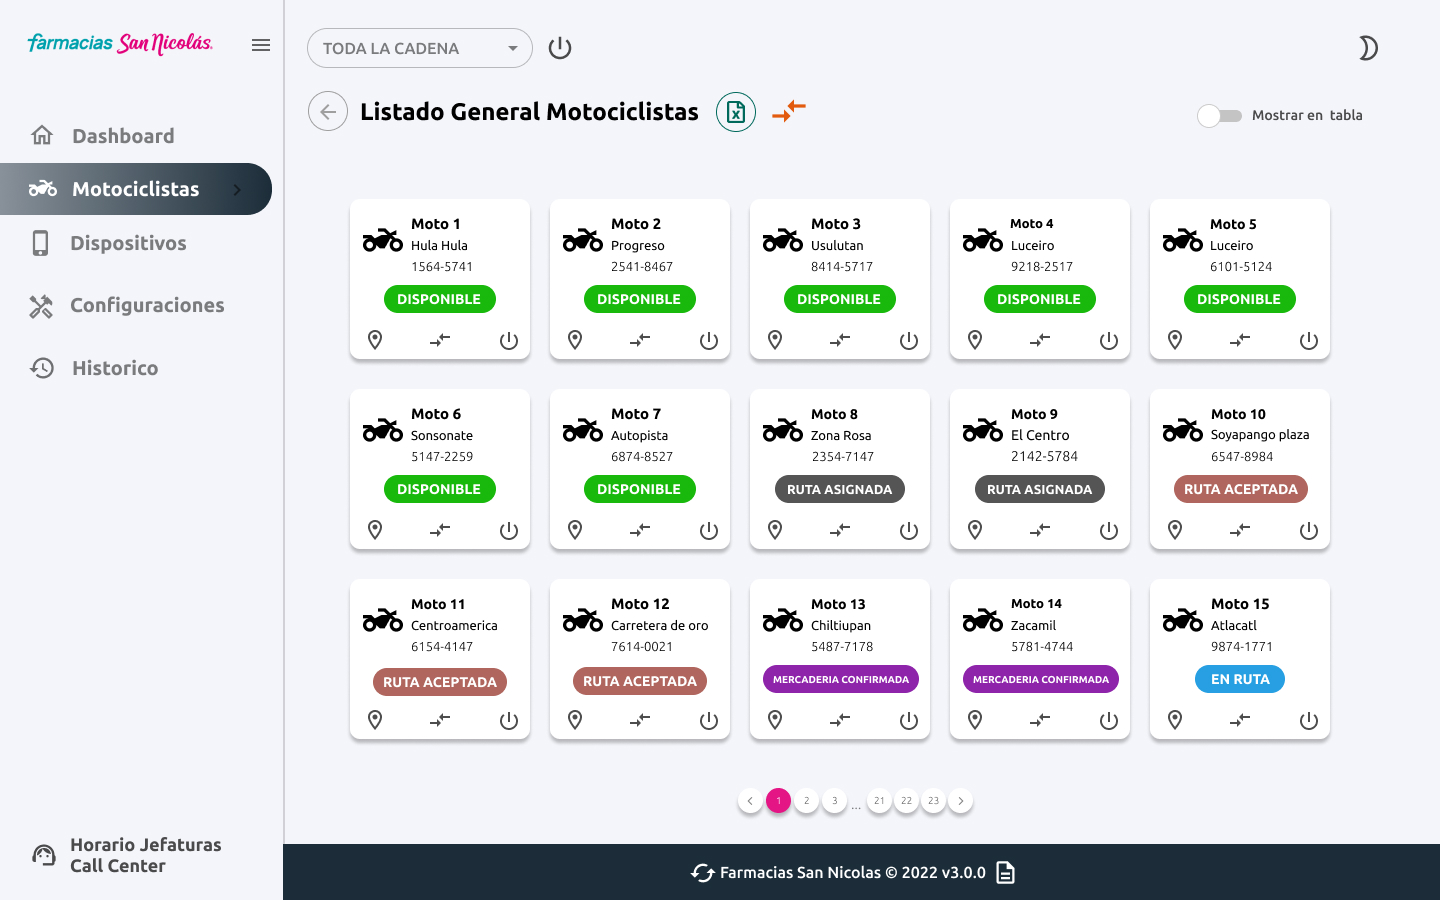 farmacias San Nicolás
TODA LA CADENA
Listado General Motociclistas
Mostrar en tabla
Dashboard
Motociclistas
Dispositivos
Configuraciones
Historico
Horario Jefaturas
Call Center
Moto 1
Hula Hula
1564-5741
DISPONIBLE
Moto 2
Progreso
2541-8467
DISPONIBLE
Moto 3
Usulutan
8414-5717
DISPONIBLE
Moto 4
Luceiro
9218-2517
DISPONIBLE
Moto 5
Luceiro
6101-5124
DISPONIBLE
Moto 6
Sonsonate
5147-2259
DISPONIBLE
Moto 7
Autopista
6874-8527
DISPONIBLE
Moto 8
Zona Rosa
2354-7147
RUTA ASIGNADA
Moto 9
El Centro
2142-5784
RUTA ASIGNADA
Moto 10
Soyapango plaza
6547-8984
RUTA ACEPTADA
Moto 11
Centroamerica
6154-4147
RUTA ACEPTADA
Moto 12
Carretera de oro
7614-0021
RUTA ACEPTADA
Moto 13
Chiltiupan
5487-7178
MERCADERIA CONFIRMADA
Moto 14
Zacamil
5781-4744
MERCADERIA CONFIRMADA
Moto 15
Atlacatl
9874-1771
EN RUTA
1 2 3 ... 21 22 23
Farmacias San Nicolas © 2022 v3.0.0